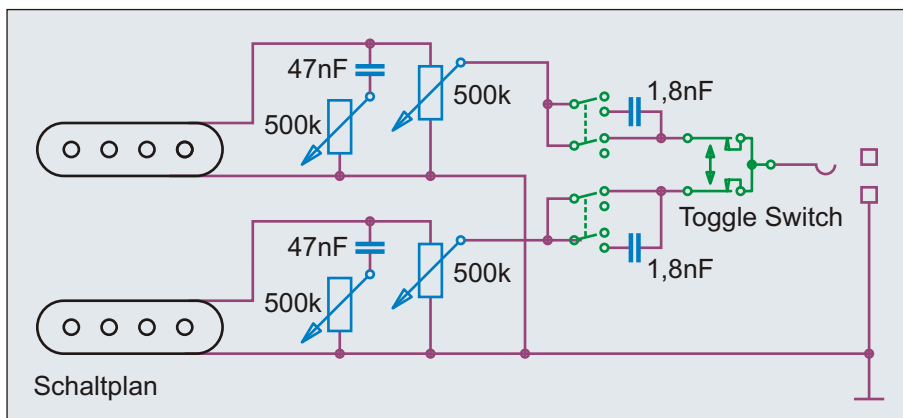 47nF
500k
500k
1,8nF
Toggle Switch
47nF
500k
500k
1,8nF
Schaltplan